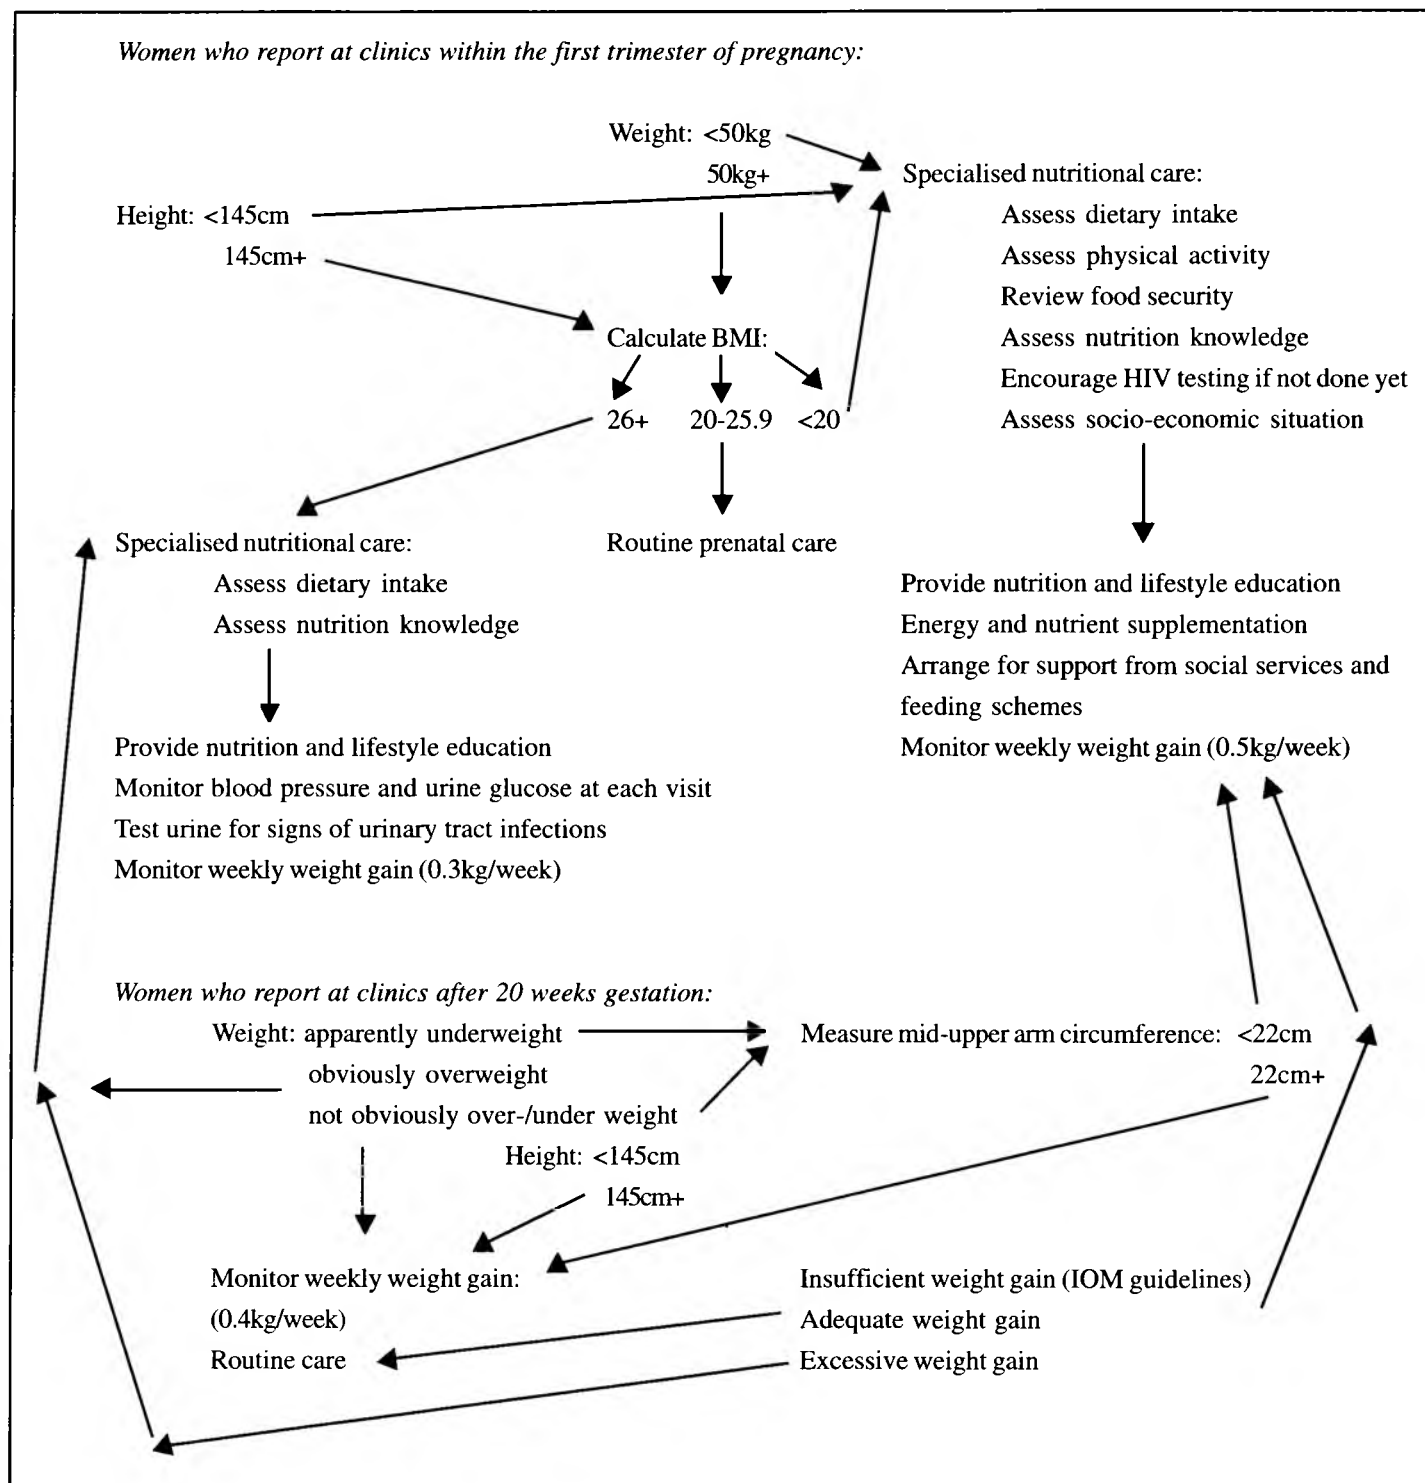 Women who report at clinics within the first trimester of pregnancy:
Weight: <50kg
50kg+
Height: <145cm
145cm+
Calculate BMI:
26+ 20-25.9 <20
Specialised nutritional care:
Assess dietary intake
Assess physical activity
Review food security
Assess nutrition knowledge
Encourage HIV testing if not done yet
Assess socio-economic situation
Specialised nutritional care:
Assess dietary intake
Assess nutrition knowledge
Routine prenatal care
Provide nutrition and lifestyle education
Energy and nutrient supplementation
Arrange for support from social services and
feeding schemes
Monitor weekly weight gain (0.5kg/week)
Provide nutrition and lifestyle education
Monitor blood pressure and urine glucose at each visit
Test urine for signs of urinary tract infections
Monitor weekly weight gain (0.3kg/week)
Women who report at clinics after 20 weeks gestation:
Weight: apparently underweight
obviously overweight
not obviously over-/under weight
Height: <145cm
145cm+
Measure mid-upper arm circumference: <22cm
22cm+
Monitor weekly weight gain:
(0.4kg/week)
Routine care
Insufficient weight gain (IOM guidelines)
Adequate weight gain
Excessive weight gain